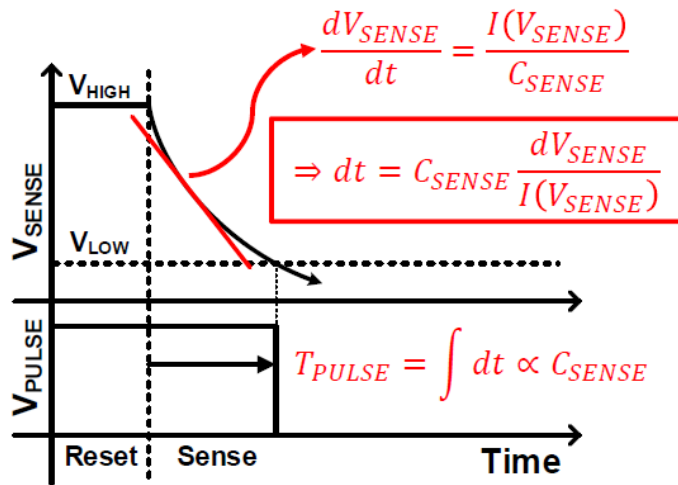 dV_SENSE/dt = I(V_SENSE)/C_SENSE
V_HIGH
⇒ dt = C_SENSE dV_SENSE/I(V_SENSE)
V_SENSE
V_LOW
V_PULSE
T_PULSE = ∫ dt ∝ C_SENSE
Reset Sense Time